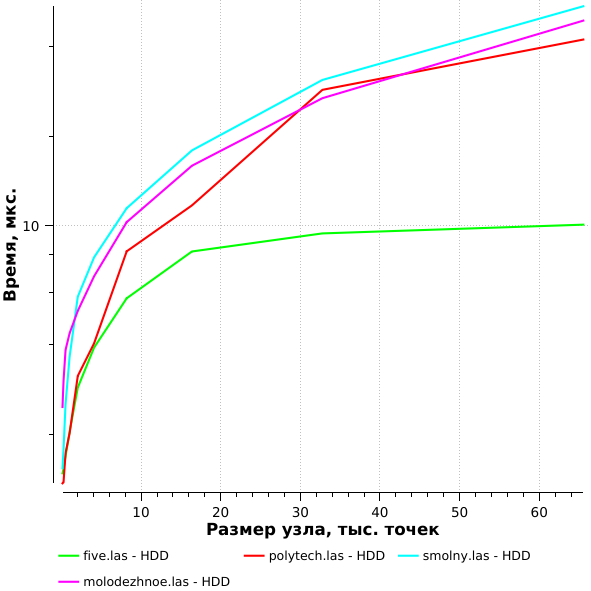 Время, мкс.
10
10 20 30 40 50 60
Размер узла, тыс. точек
five.las - HDD polytech.las - HDD smolny.las - HDD
molodezhnoe.las - HDD